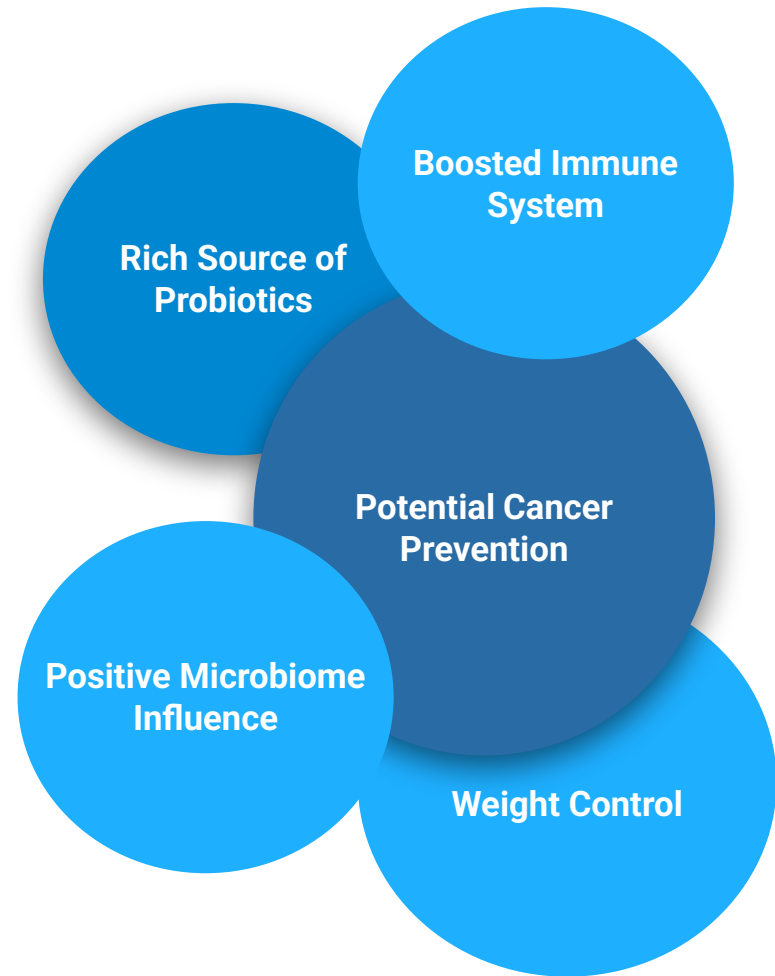 Boosted Immune
System
Rich Source of
Probiotics
Potential Cancer
Prevention
Positive Microbiome
Influence
Weight Control